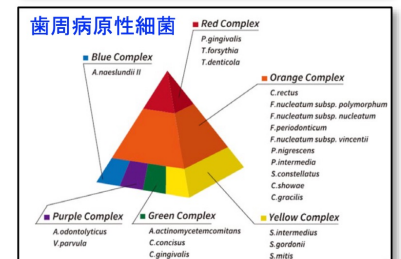 歯周病原性細菌
Red Complex
P.gingivalis
T.forsythia
T.denticola
Blue Complex
A.naeslundii II
Orange Complex
C.rectus
F.nucleatum subsp. polymorphum
F.nucleatum subsp. nucleatum
F.periodonticum
F.nucleatum subsp. vincentii
P.nigrescens
P.intermedia
S.constellatus
C.showae
C.gracilis
Purple Complex
A.odontolyticus
V.parvula
Green Complex
A.actinomycetemcomitans
C.concisus
C.gingivalis
Yellow Complex
S.intermedius
S.gordonii
S.mitis